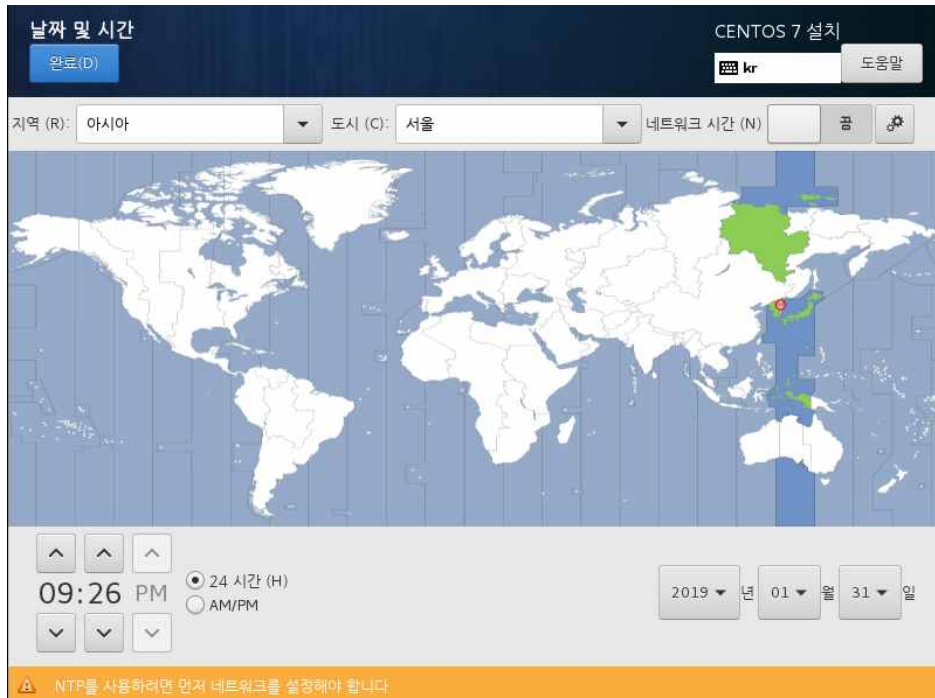 날짜 및 시간
CENTOS 7 설치
완료(D)
kr
도움말
지역 (R): 아시아 도시 (C): 서울 네트워크 시간 (N) 끔
09:26 PM
24 시간 (H)
AM/PM
2019 년 01 월 31 일
NTP를 사용하려면 먼저 네트워크를 설정해야 합니다